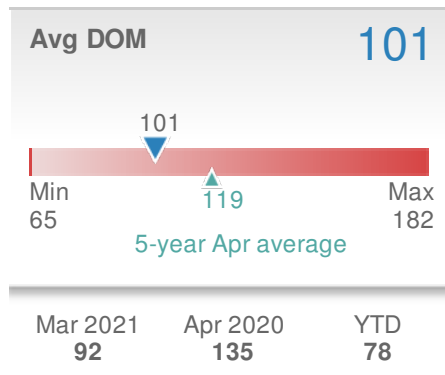 Avg DOM 101
101
Min Max
65 119 182
5-year Apr average
Mar 2021 Apr 2020 YTD
92 135 78